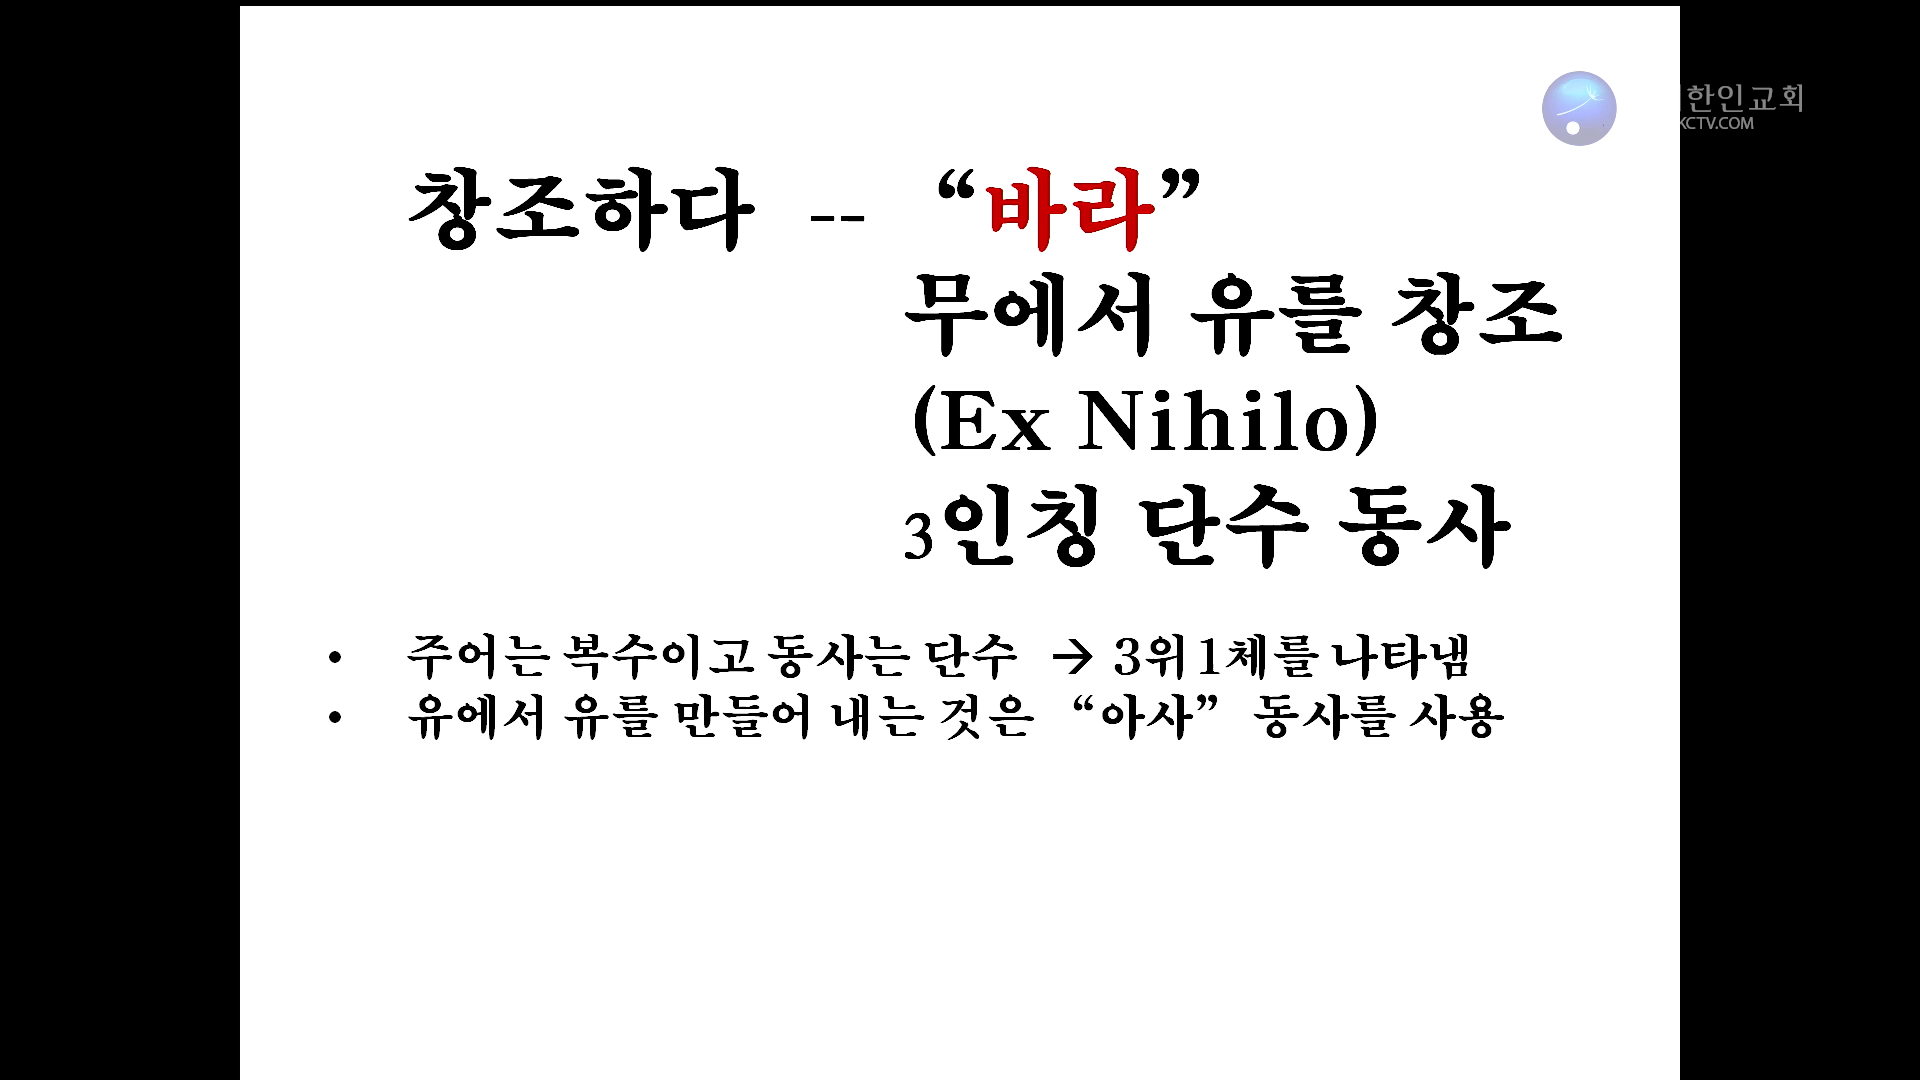 한인교회
KCTV.COM
창조하다 -- “바라”
무에서 유를 창조
(Ex Nihilo)
3인칭 단수 동사
• 주어는 복수이고 동사는 단수 → 3위1체를 나타냄
• 유에서 유를 만들어 내는 것은 “아사” 동사를 사용